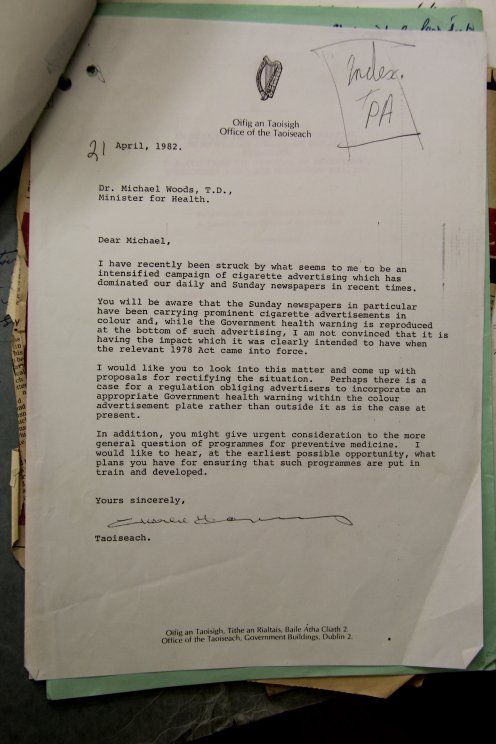 Index.
PA
Oifig an Taoisigh
Office of the Taoiseach
21 April, 1982.
Dr. Michael Woods, T.D.,
Minister for Health.
Dear Michael,
I have recently been struck by what seems to me to be an
intensified campaign of cigarette advertising which has
dominated our daily and Sunday newspapers in recent times.
You will be aware that the Sunday newspapers in particular
have been carrying prominent cigarette advertisements in
colour and, while the Government health warning is reproduced
at the bottom of such advertising, I am not convinced that it is
having the impact which it was clearly intended to have when
the relevant 1978 Act came into force.
I would like you to look into this matter and come up with
proposals for rectifying the situation. Perhaps there is a
case for a regulation obliging advertisers to incorporate an
appropriate Government health warning within the colour
advertisement plate rather than outside it as is the case at
present.
In addition, you might give urgent consideration to the more
general question of programmes for preventive medicine. I
would like to hear, at the earliest possible opportunity, what
plans you have for ensuring that such programmes are put in
train and developed.
Yours sincerely,
Taoiseach.
Oifig an Taoisigh, Tithe an Rialtais, Baile Átha Cliath 2.
Office of the Taoiseach, Government Buildings, Dublin 2.